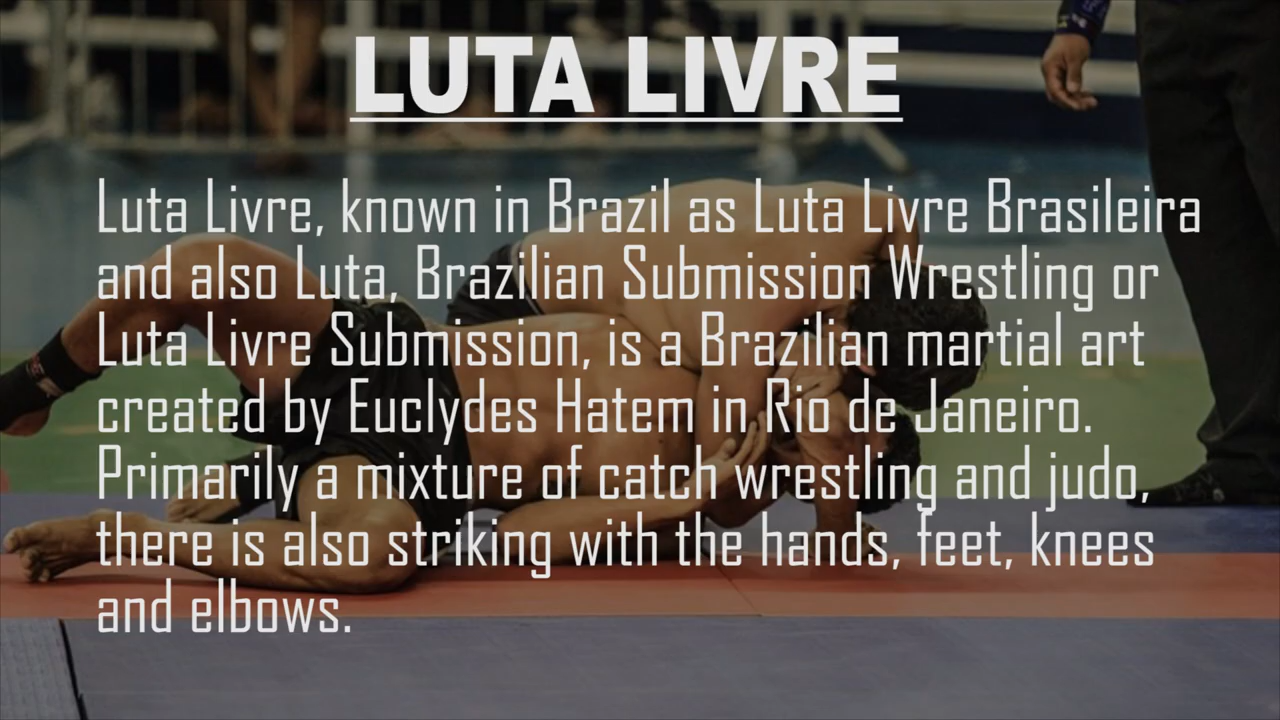 LUTA LIVRE
Luta Livre, known in Brazil as Luta Livre Brasileira
and also Luta, Brazilian Submission Wrestling or
Luta Livre Submission, is a Brazilian martial art
created by Euclydes Hatem in Rio de Janeiro.
Primarily a mixture of catch wrestling and judo,
there is also striking with the hands, feet, knees
and elbows.